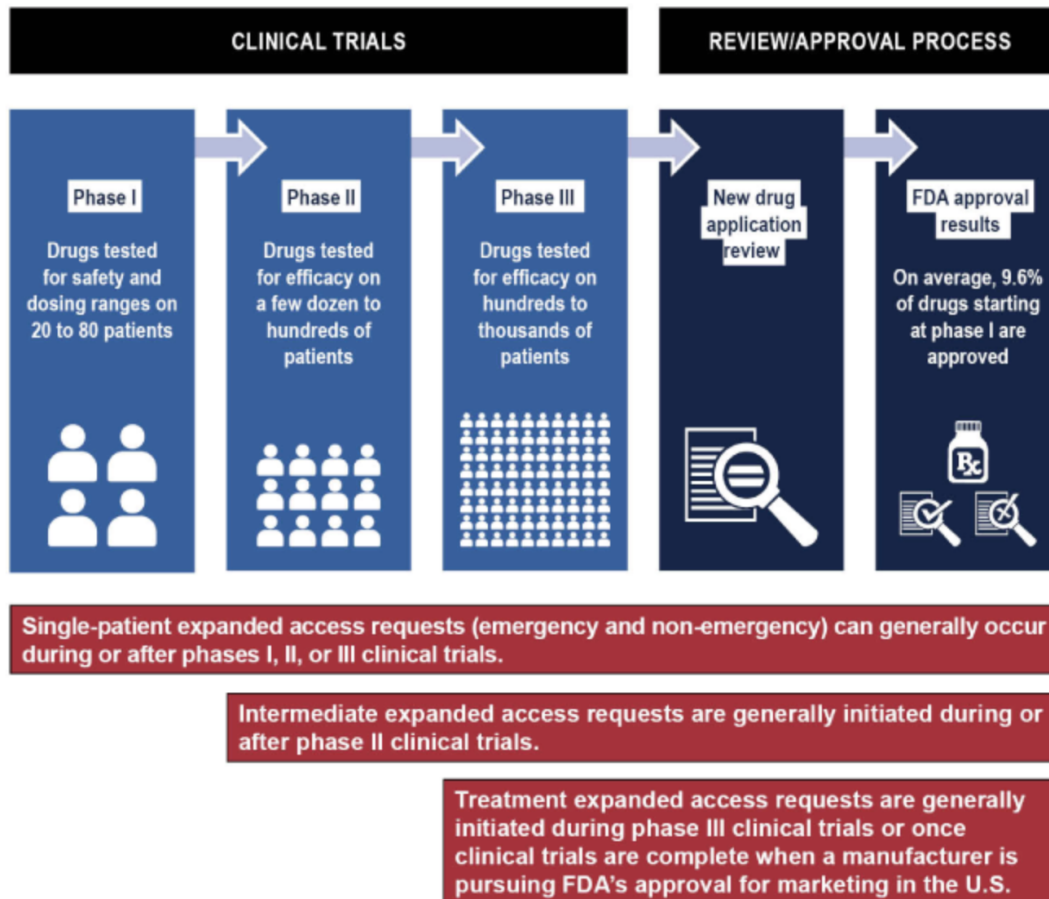 CLINICAL TRIALS
REVIEW/APPROVAL PROCESS
Phase I
Drugs tested
for safety and
dosing ranges on
20 to 80 patients
Phase II
Drugs tested
for efficacy on
a few dozen to
hundreds of
patients
Phase III
Drugs tested
for efficacy on
hundreds to
thousands of
patients
New drug
application
review
FDA approval
results
On average, 9.6%
of drugs starting
at phase I are
approved
Rx
Single-patient expanded access requests (emergency and non-emergency) can generally occur
during or after phases I, II, or III clinical trials.
Intermediate expanded access requests are generally initiated during or
after phase II clinical trials.
Treatment expanded access requests are generally
initiated during phase III clinical trials or once
clinical trials are complete when a manufacturer is
pursuing FDA's approval for marketing in the U.S.